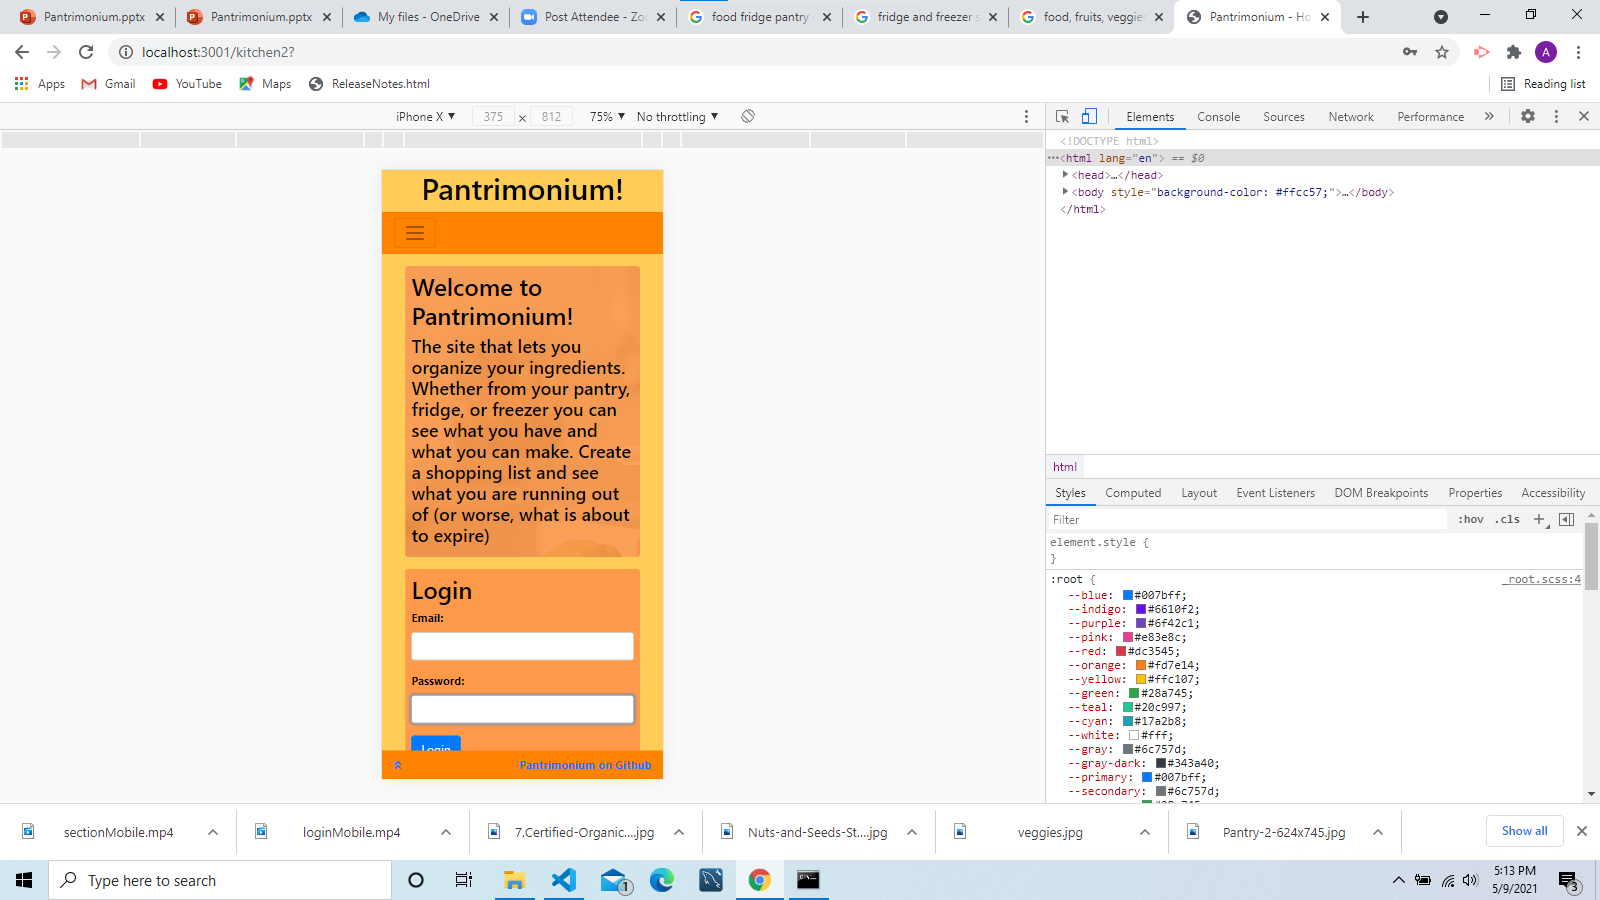 Pantrimonium.pptx
Pantrimonium.pptx
My files - OneDrive
Post Attendee - Zoo
food fridge pantry
fridge and freezer s
food, fruits, veggies
Pantrimonium - Ho
localhost:3001/kitchen2?
A
Apps
Gmail
YouTube
Maps
ReleaseNotes.html
Reading list
iPhone X ▼
375 × 812
75% ▼
No throttling ▼
Elements
Console
Sources
Network
Performance
»
<!DOCTYPE html>
···<html lang="en"> == $0
<head>…</head>
<body style="background-color: #ffcc57;">…</body>
</html>
Pantrimonium!
Welcome to
Pantrimonium!
The site that lets you
organize your ingredients.
Whether from your pantry,
fridge, or freezer you can
see what you have and
what you can make. Create
a shopping list and see
what you are running out
of (or worse, what is about
to expire)
Login
Email:
Password:
Login
Pantrimonium on Github
html
Styles
Computed
Layout
Event Listeners
DOM Breakpoints
Properties
Accessibility
Filter
:hov .cls +
element.style {
}
:root {
_root.scss:4
--blue: #007bff;
--indigo: #6610f2;
--purple: #6f42c1;
--pink: #e83e8c;
--red: #dc3545;
--orange: #fd7e14;
--yellow: #ffc107;
--green: #28a745;
--teal: #20c997;
--cyan: #17a2b8;
--white: #fff;
--gray: #6c757d;
--gray-dark: #343a40;
--primary: #007bff;
--secondary: #6c757d;
sectionMobile.mp4
loginMobile.mp4
7.Certified-Organic....jpg
Nuts-and-Seeds-St....jpg
veggies.jpg
Pantry-2-624x745.jpg
Show all
Type here to search
1
5:13 PM
5/9/2021
3